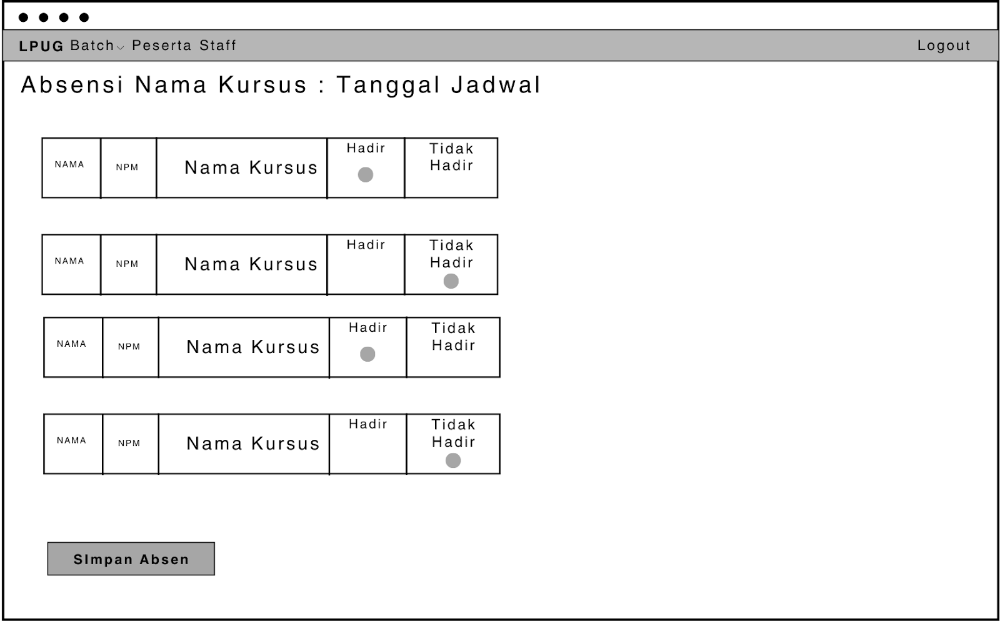 LPUG Batch Peserta Staff Logout
Absensi Nama Kursus : Tanggal Jadwal
NAMA NPM Nama Kursus Hadir Tidak
Hadir
NAMA NPM Nama Kursus Hadir Tidak
Hadir
NAMA NPM Nama Kursus Hadir Tidak
Hadir
NAMA NPM Nama Kursus Hadir Tidak
Hadir
SImpan Absen